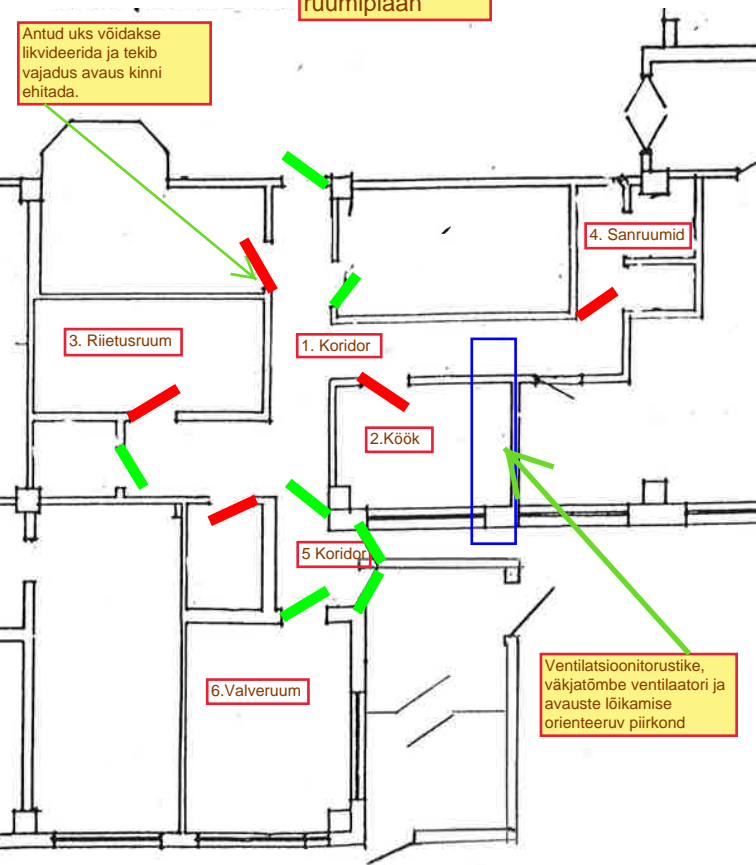 ruumiplaan
Antud uks võidakse
likvideerida ja tekib
vajadus avaus kinni
ehitada.
4. Sanruumid
3. Riietusruum
1. Koridor
2.Köök
5 Koridor
6.Valveruum
Ventilatsioonitorustike,
väkjatõmbe ventilaatori ja
avauste lõikamise
orienteeruv piirkond